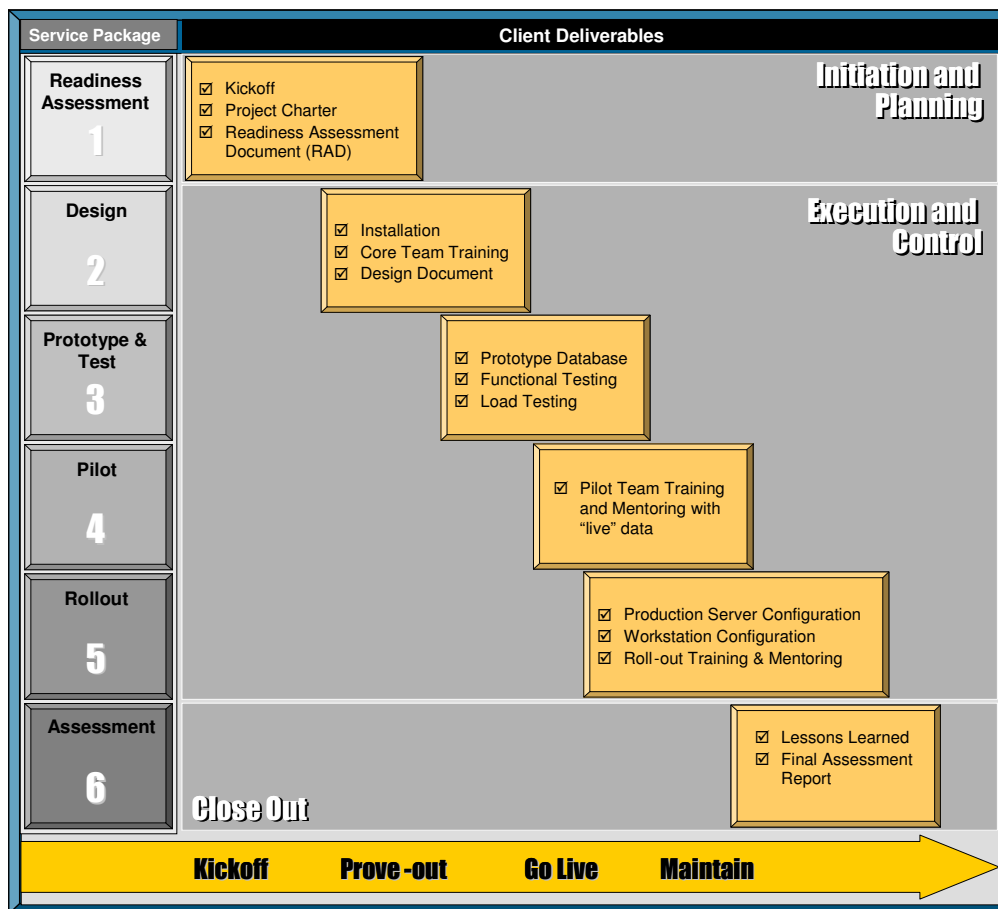 Service Package
Client Deliverables
Readiness
Assessment
1
☑ Kickoff
☑ Project Charter
☑ Readiness Assessment
Document (RAD)
Initiation and
Planning
Design
2
☑ Installation
☑ Core Team Training
☑ Design Document
Execution and
Control
Prototype &
Test
3
☑ Prototype Database
☑ Functional Testing
☑ Load Testing
Pilot
4
☑ Pilot Team Training
and Mentoring with
“live” data
Rollout
5
☑ Production Server Configuration
☑ Workstation Configuration
☑ Roll-out Training & Mentoring
Assessment
6
☑ Lessons Learned
☑ Final Assessment
Report
Close Out
Kickoff Prove -out Go Live Maintain